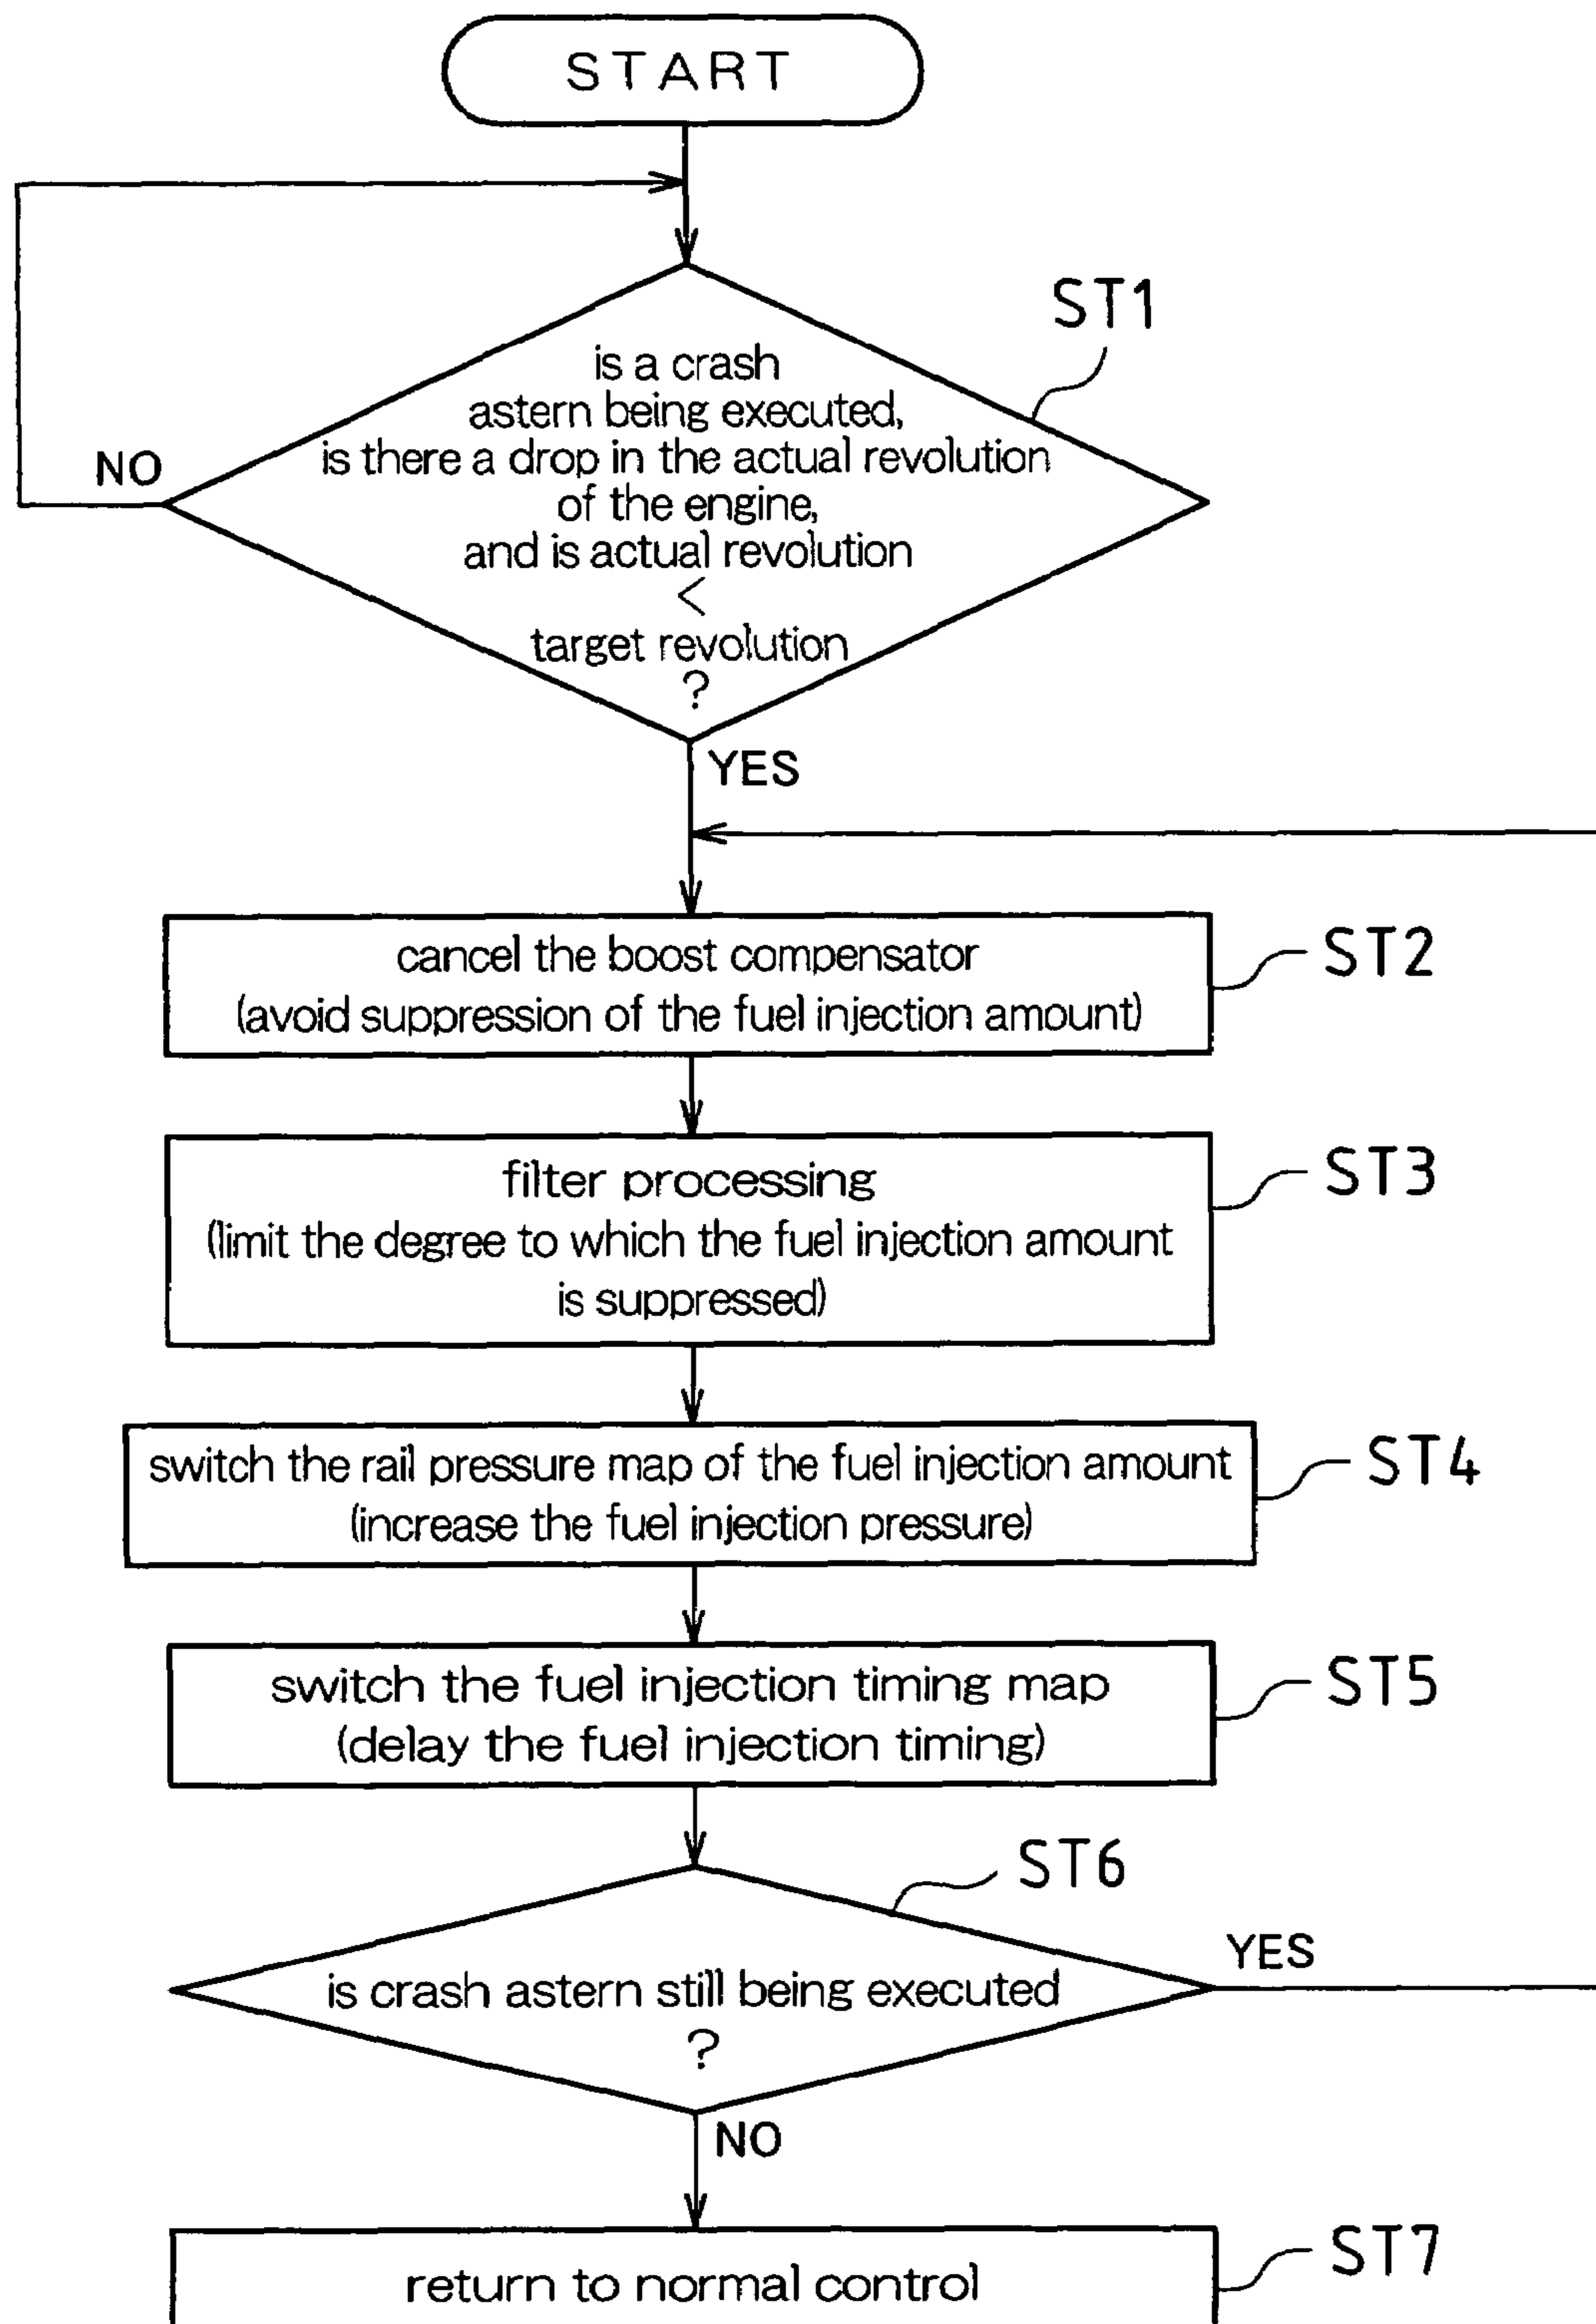 START
ST1
is a crash
astern being executed,
is there a drop in the actual revolution
of the engine,
and is actual revolution
<
target revolution
?
NO
YES
cancel the boost compensator
(avoid suppression of the fuel injection amount)
ST2
filter processing
(limit the degree to which the fuel injection amount
is suppressed)
ST3
switch the rail pressure map of the fuel injection amount
(increase the fuel injection pressure)
ST4
switch the fuel injection timing map
(delay the fuel injection timing)
ST5
ST6
is crash astern still being executed
?
YES
NO
return to normal control
ST7